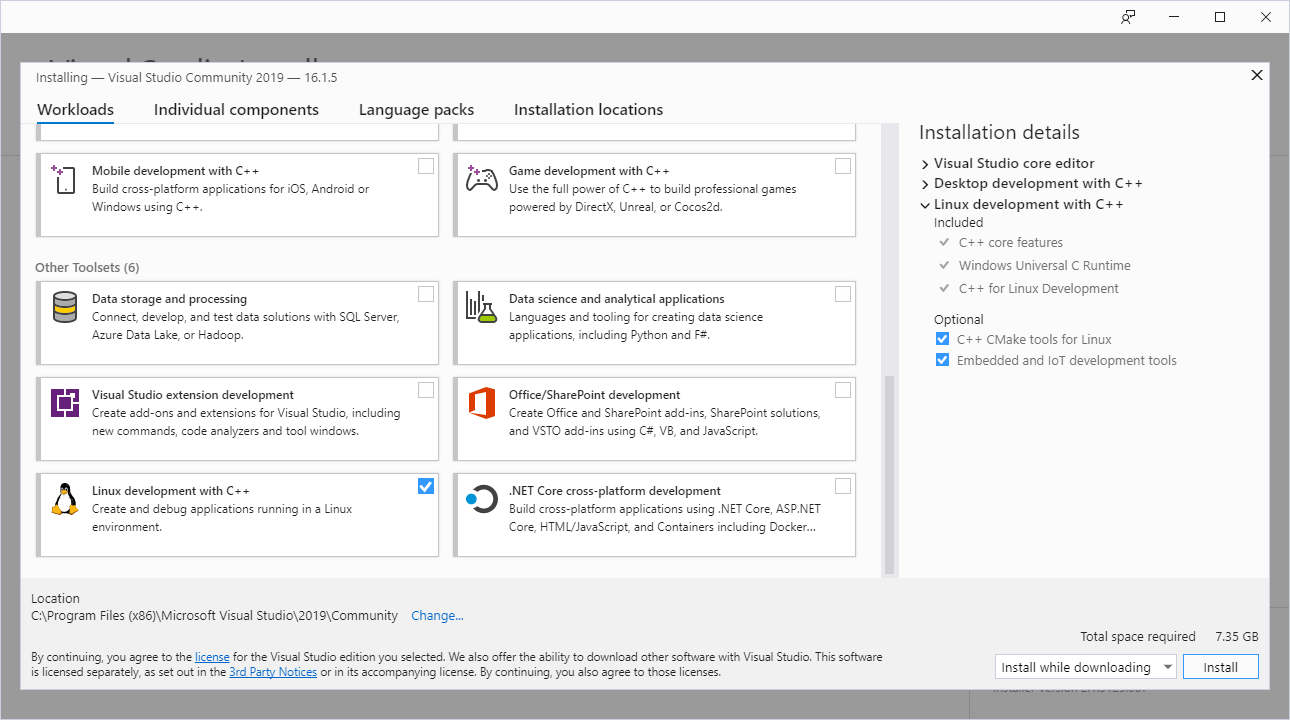 Installing — Visual Studio Community 2019 — 16.1.5
Workloads
Individual components
Language packs
Installation locations
Mobile development with C++
Build cross-platform applications for iOS, Android or
Windows using C++.
Game development with C++
Use the full power of C++ to build professional games
powered by DirectX, Unreal, or Cocos2d.
Other Toolsets (6)
Data storage and processing
Connect, develop, and test data solutions with SQL Server,
Azure Data Lake, or Hadoop.
Data science and analytical applications
Languages and tooling for creating data science
applications, including Python and F#.
Visual Studio extension development
Create add-ons and extensions for Visual Studio, including
new commands, code analyzers and tool windows.
Office/SharePoint development
Create Office and SharePoint add-ins, SharePoint solutions,
and VSTO add-ins using C#, VB, and JavaScript.
Linux development with C++
Create and debug applications running in a Linux
environment.
.NET Core cross-platform development
Build cross-platform applications using .NET Core, ASP.NET
Core, HTML/JavaScript, and Containers including Docker...
Installation details
Visual Studio core editor
Desktop development with C++
Linux development with C++
Included
C++ core features
Windows Universal C Runtime
C++ for Linux Development
Optional
C++ CMake tools for Linux
Embedded and IoT development tools
Location
C:\Program Files (x86)\Microsoft Visual Studio\2019\Community Change...
By continuing, you agree to the license for the Visual Studio edition you selected. We also offer the ability to download other software with Visual Studio. This software
is licensed separately, as set out in the 3rd Party Notices or in its accompanying license. By continuing, you also agree to those licenses.
Total space required 7.35 GB
Install while downloading
Install